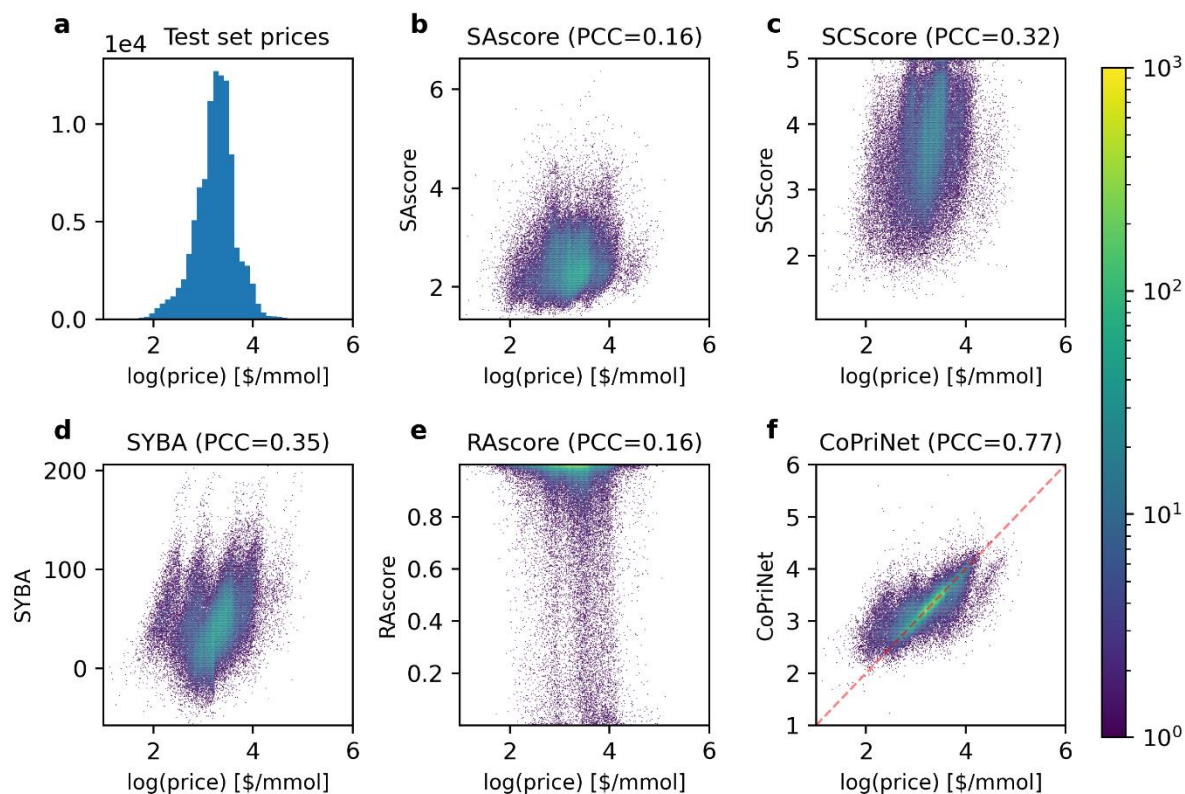 a
Test set prices
1e4
1.0
0.5
0.0
2
4
6
log(price) [$/mmol]
b
SAscore (PCC=0.16)
SAscore
6
4
2
2
4
6
log(price) [$/mmol]
c
SCScore (PCC=0.32)
SCScore
5
4
3
2
2
4
6
log(price) [$/mmol]
d
SYBA (PCC=0.35)
SYBA
200
100
0
2
4
6
log(price) [$/mmol]
e
RAscore (PCC=0.16)
RAscore
0.8
0.6
0.4
0.2
2
4
6
log(price) [$/mmol]
f
CoPriNet (PCC=0.77)
CoPriNet
6
5
4
3
2
1
2
4
6
log(price) [$/mmol]
10³
10²
10¹
10⁰